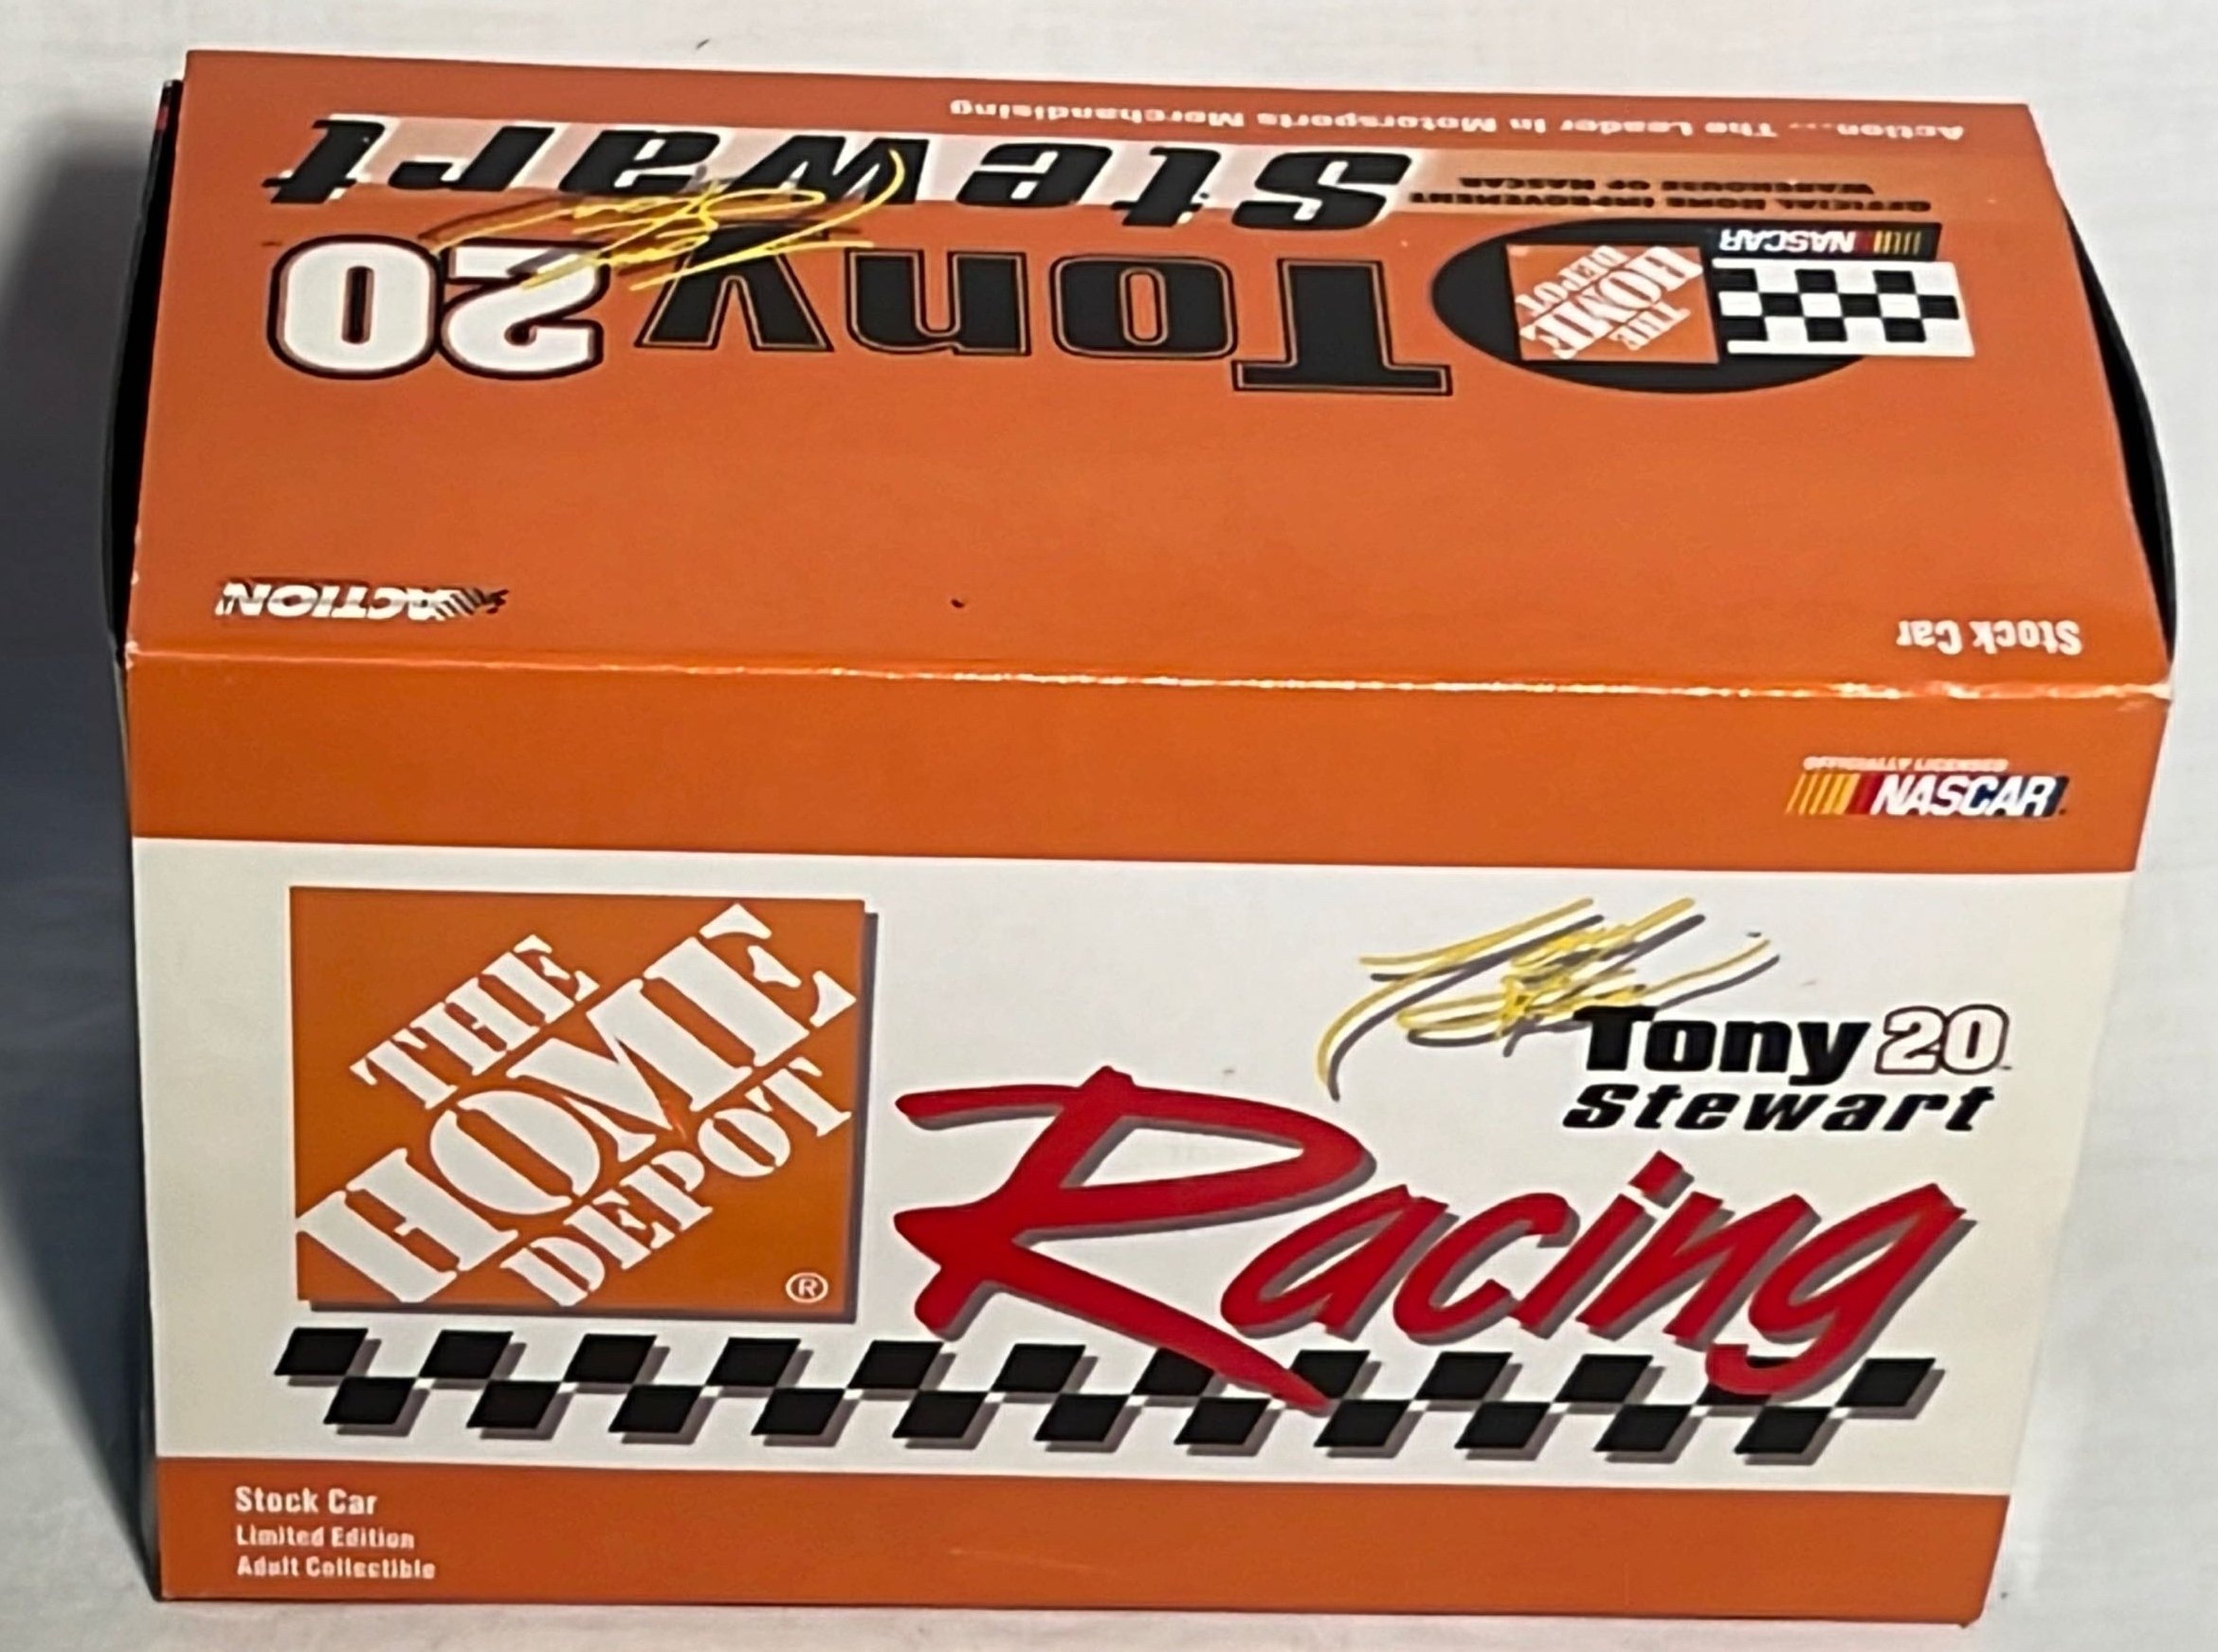 Action... The Leader in Motorsports Merchandising
OFFICIAL HOME IMPROVEMENT
WAREHOUSE OF NASCAR
Stewart
NASCAR
THE
HOME
DEPOT
Tony 20
Stock Car
ACTION
OFFICIALLY LICENSED
NASCAR
THE
HOME
DEPOT
®
Tony 20
Stewart
Racing
Stock Car
Limited Edition
Adult Collectible